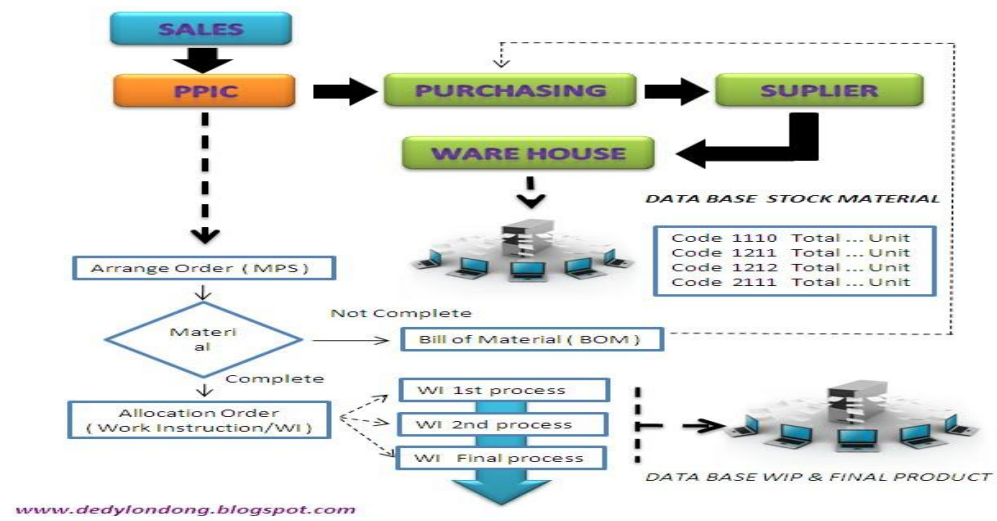 SALES
PPIC
PURCHASING
SUPLIER
WARE HOUSE
DATA BASE STOCK MATERIAL
Code 1110 Total ... Unit
Code 1211 Total ... Unit
Code 1212 Total ... Unit
Code 2111 Total ... Unit
Arrange Order ( MPS )
Not Complete
Materi
al
Bill of Material ( BOM )
Complete
Allocation Order
( Work Instruction/WI )
WI 1st process
WI 2nd process
WI Final process
DATA BASE WIP & FINAL PRODUCT
www.dedylondong.blogspot.com